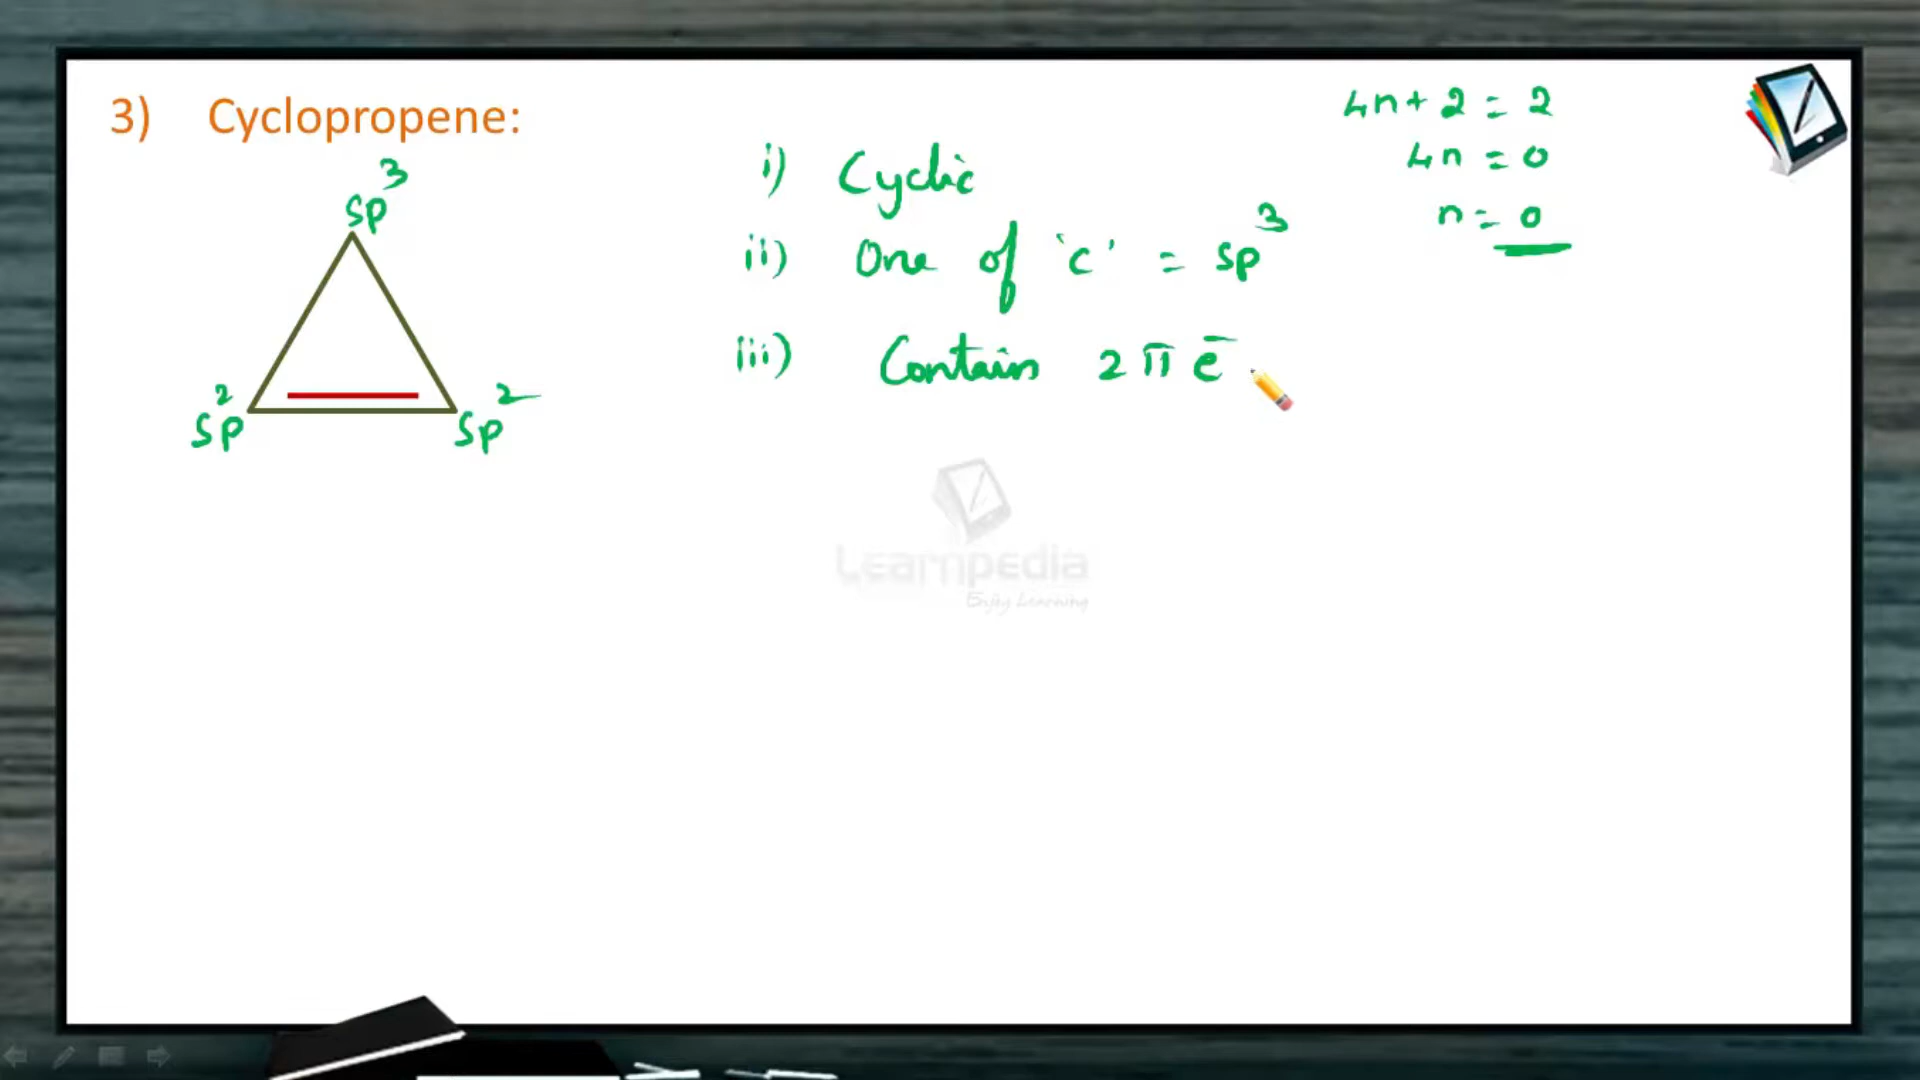 3) Cyclopropene:
sp³
sp²
sp²
i) Cyclic
ii) One of 'c' = sp³
iii) Contain 2 π e⁻
4n + 2 = 2
4n = 0
n = 0
Learnpedia
Enjoy Learning